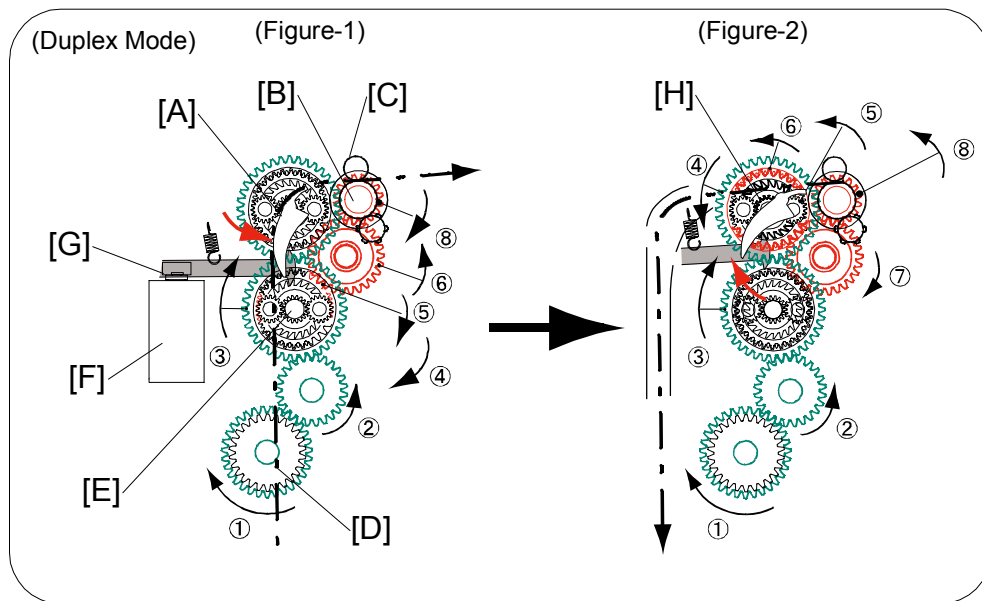 (Duplex Mode)
(Figure-1)
(Figure-2)
[A]
[B]
[C]
[G]
[F]
[E]
[D]
⑧
⑥
⑤
④
③
②
①
[H]
⑥
⑤
⑧
④
⑦
③
②
①